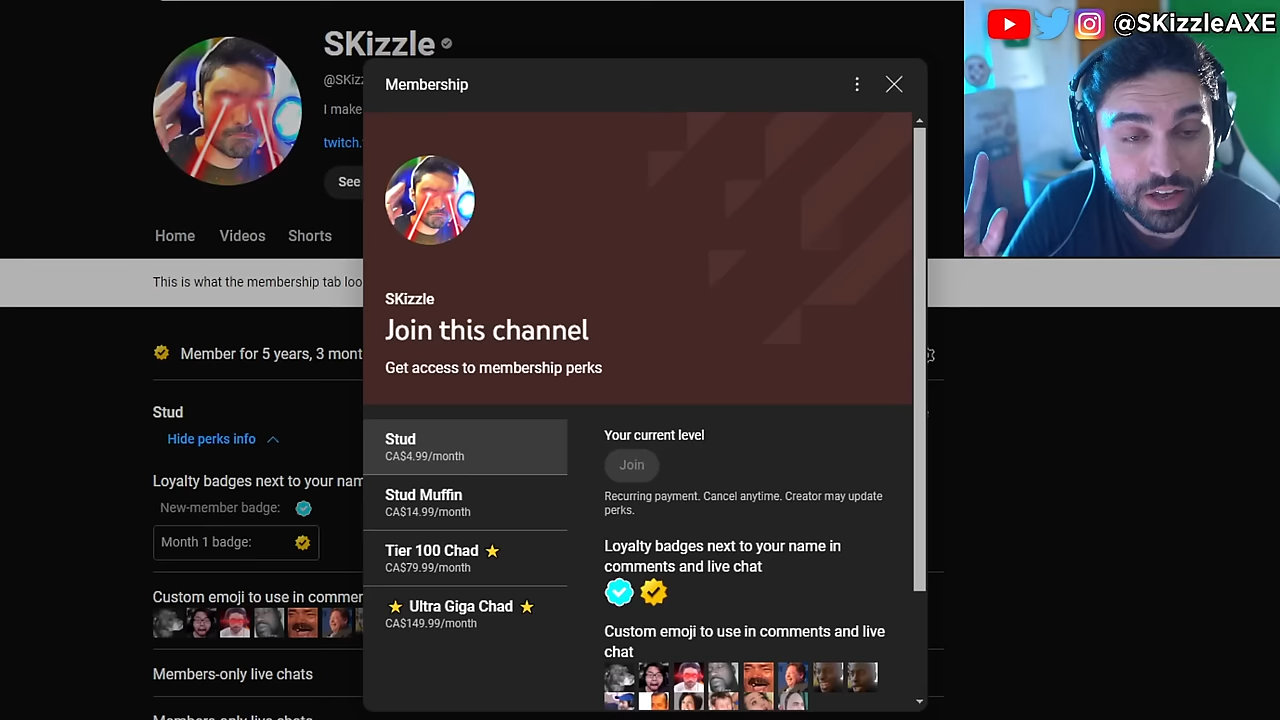 @SKizzleAXE
SKizzle
@SKizz
I make
twitch.
See
Home Videos Shorts
This is what the membership tab loo
Member for 5 years, 3 mont
Stud
Hide perks info
Loyalty badges next to your nam
New-member badge:
Month 1 badge:
Custom emoji to use in commen
Members-only live chats
Members-only live chats
Membership
SKizzle
Join this channel
Get access to membership perks
Stud
CA$4.99/month
Stud Muffin
CA$14.99/month
Tier 100 Chad
CA$79.99/month
Ultra Giga Chad
CA$149.99/month
Your current level
Join
Recurring payment. Cancel anytime. Creator may update
perks.
Loyalty badges next to your name in
comments and live chat
Custom emoji to use in comments and live
chat